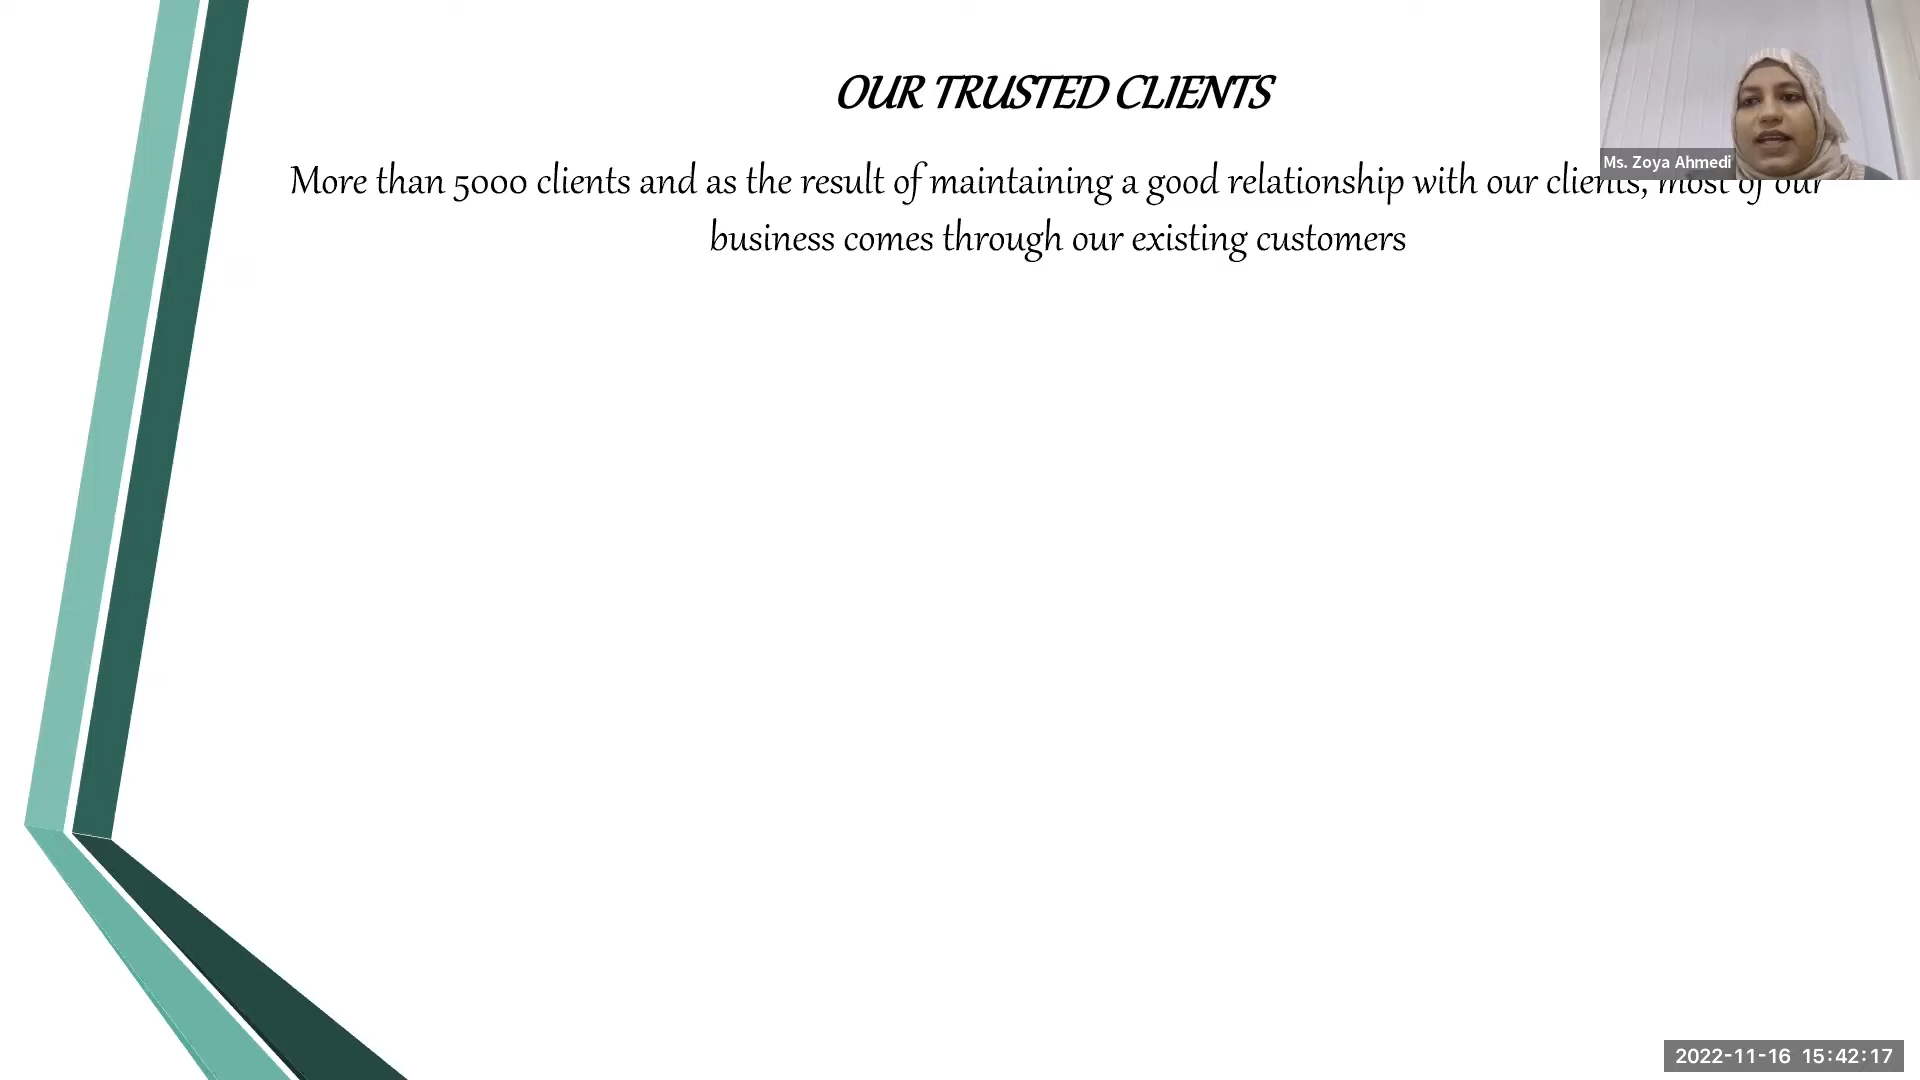 OUR TRUSTED CLIENTS
Ms. Zoya Ahmedi
More than 5000 clients and as the result of maintaining a good relationship with our clients, most of our
business comes through our existing customers
2022-11-16 15:42:17